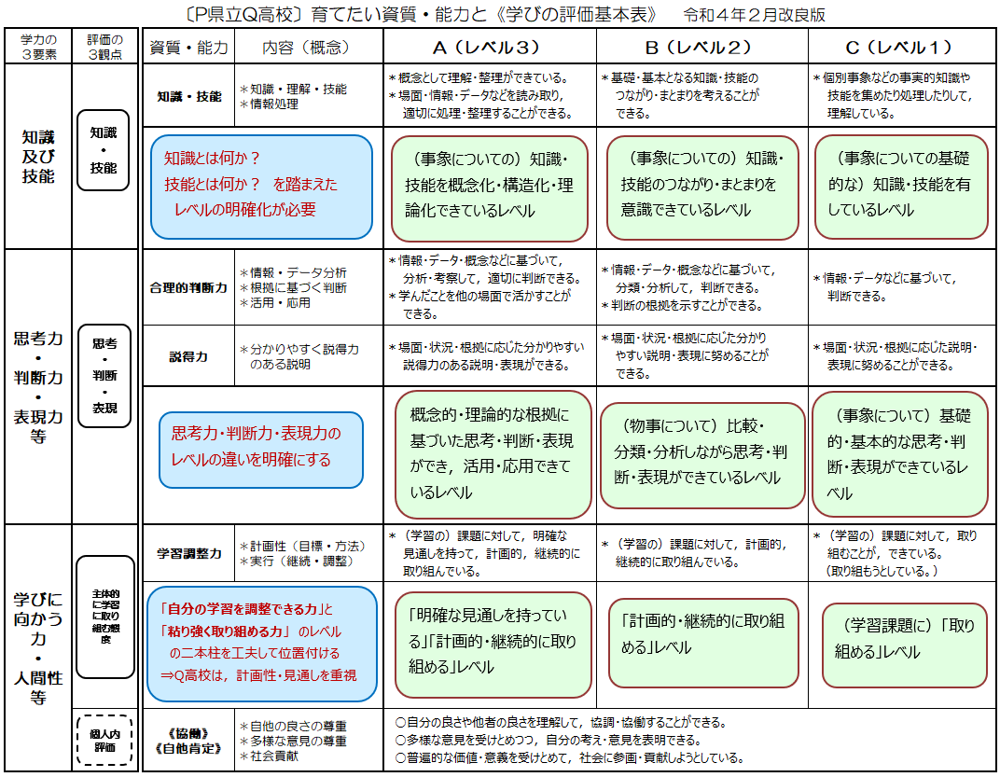 〔P県立Q高校〕育てたい資質・能力と《学びの評価基本表》　令和４年２月改良版
学力の
３要素
評価の
３観点
資質・能力
内容（概念）
Ａ（レベル３）
Ｂ（レベル２）
Ｃ（レベル１）
知識
及び
技能
知識
・
技能
知識・技能
＊知識・理解・技能
＊情報処理
＊概念として理解・整理ができている。
＊場面・情報・データなどを読み取り，
適切に処理・整理することができる。
＊基礎・基本となる知識・技能の
つながり・まとまりを考えることが
できる。
＊個別事象などの事実的知識や
技能を集めたり処理したりして，
理解している。
知識とは何か？
技能とは何か？　を踏まえた
レベルの明確化が必要
（事象についての）知識・
技能を概念化・構造化・理
論化できているレベル
（事象についての）知識・
技能のつながり・まとまりを
意識できているレベル
（事象についての基礎
的な）知識・技能を有
しているレベル
思考力
・
判断力
・
表現力
等
思考
・
判断
・
表現
合理的判断力
＊情報・データ分析
＊根拠に基づく判断
＊活用・応用
＊情報・データ・概念などに基づいて，
分析・考察して，適切に判断できる。
＊学んだことを他の場面で活かすことが
できる。
＊情報・データ・概念などに基づいて，
分類・分析して，判断できる。
＊判断の根拠を示すことができる。
＊情報・データなどに基づいて，
判断できる。
説得力
＊分かりやすく説得力
のある説明
＊場面・状況・根拠に応じた分かりやすい
説得力のある説明・表現ができる。
＊場面・状況・根拠に応じた分かり
やすい説明・表現に努めることが
できる。
＊場面・状況・根拠に応じた説明・
表現に努めることができる。
思考力・判断力・表現力の
レベルの違いを明確にする
概念的・理論的な根拠に
基づいた思考・判断・表現
ができ，活用・応用できて
いるレベル
（物事について）比較・
分類・分析しながら思考・判
断・表現ができているレベル
（事象について）基礎
的・基本的な思考・判
断・表現ができているレ
ベル
学びに
向かう
力
・
人間性
等
主体的
に学習
に取り
組む態
度
学習調整力
＊計画性（目標・方法）
＊実行（継続・調整）
＊（学習の）課題に対して，明確な
見通しを持って，計画的，継続的に
取り組んでいる。
＊（学習の）課題に対して，計画的，
継続的に取り組んでいる。
＊（学習の）課題に対して，取り
組むことが，できている。
（取り組もうとしている。）
「自分の学習を調整できる力」と
「粘り強く取り組める力」 のレベル
の二本柱を工夫して位置付ける
⇒Q高校は，計画性・見通しを重視
「明確な見通しを持ってい
る」「計画的・継続的に取り
組める」レベル
「計画的・継続的に取り組
める」レベル
（学習課題に）「取り
組める」レベル
個人内
評価
《協働》
《自他肯定》
＊自他の良さの尊重
＊多様な意見の尊重
＊社会貢献
○自分の良さや他者の良さを理解して，協調・協働することができる。
○多様な意見を受けとめつつ，自分の考え・意見を表明できる。
○普遍的な価値・意義を受けとめて，社会に参画・貢献しようとしている。